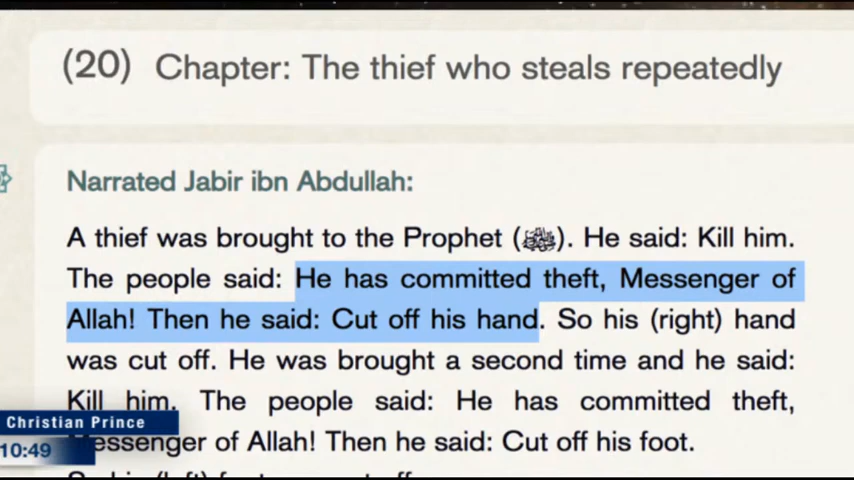 (20) Chapter: The thief who steals repeatedly
Narrated Jabir ibn Abdullah:
A thief was brought to the Prophet (ﷺ). He said: Kill him.
The people said: He has committed theft, Messenger of
Allah! Then he said: Cut off his hand. So his (right) hand
was cut off. He was brought a second time and he said:
Kill him. The people said: He has committed theft,
Messenger of Allah! Then he said: Cut off his foot.
Christian Prince
10:49